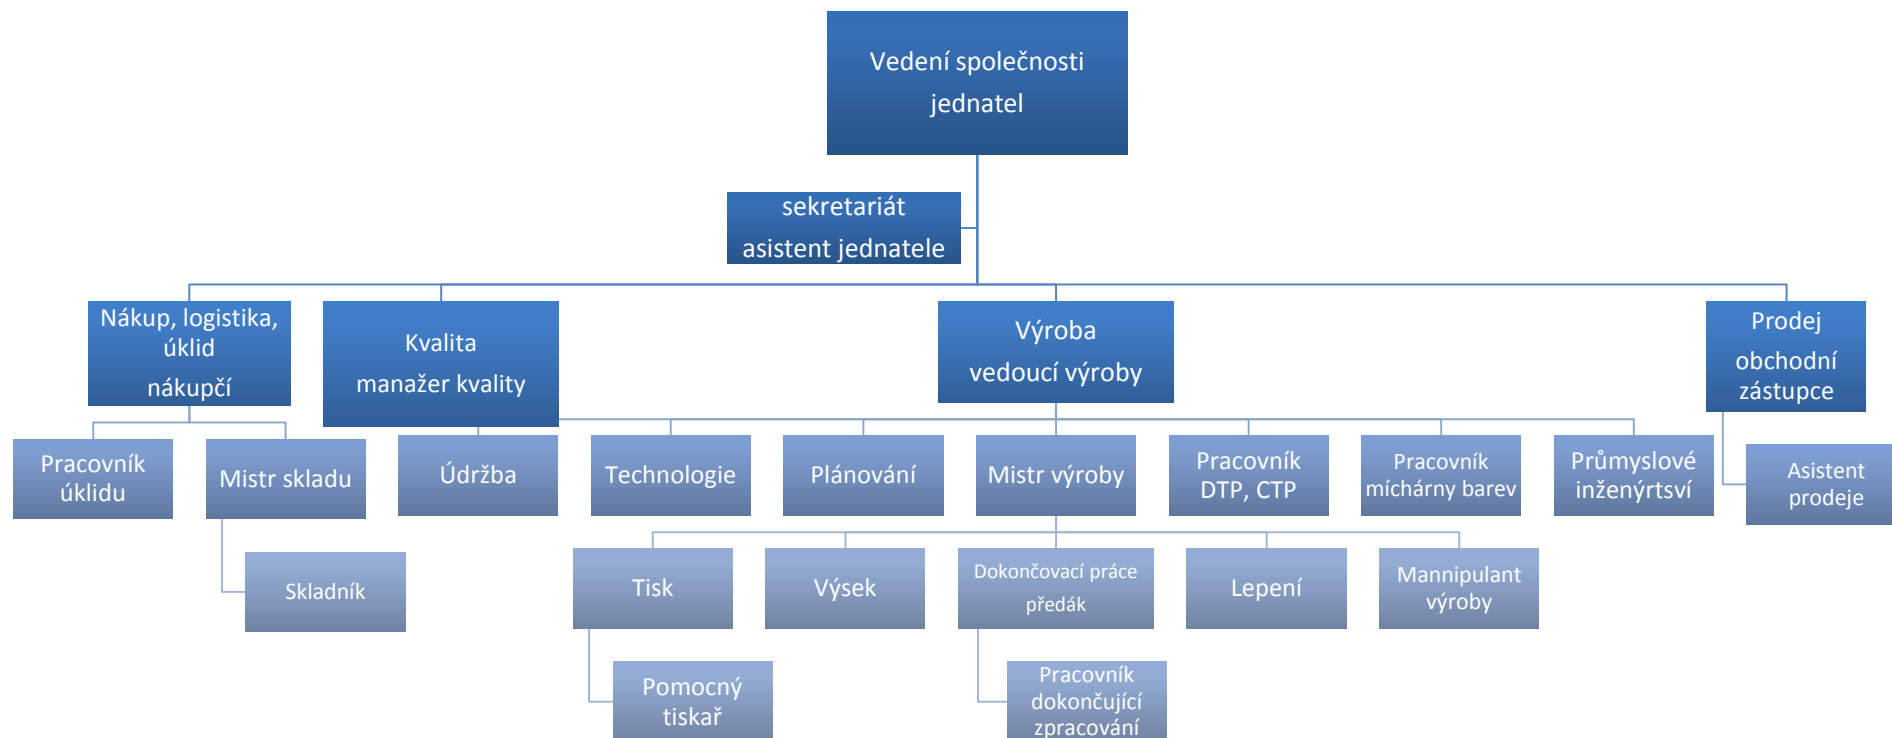 Vedení společnosti
jednatel
sekretariát
asistent jednatele
Nákup, logistika,
úklid
nákupčí
Kvalita
manažer kvality
Výroba
vedoucí výroby
Prodej
obchodní
zástupce
Pracovník
úklidu
Mistr skladu
Údržba
Technologie
Plánování
Mistr výroby
Pracovník
DTP, CTP
Pracovník
míchárny barev
Průmyslové
inženýrtsví
Asistent
prodeje
Skladník
Tisk
Výsek
Dokončovací práce
předák
Lepení
Mannipulant
výroby
Pomocný
tiskař
Pracovník
dokončující
zpracování